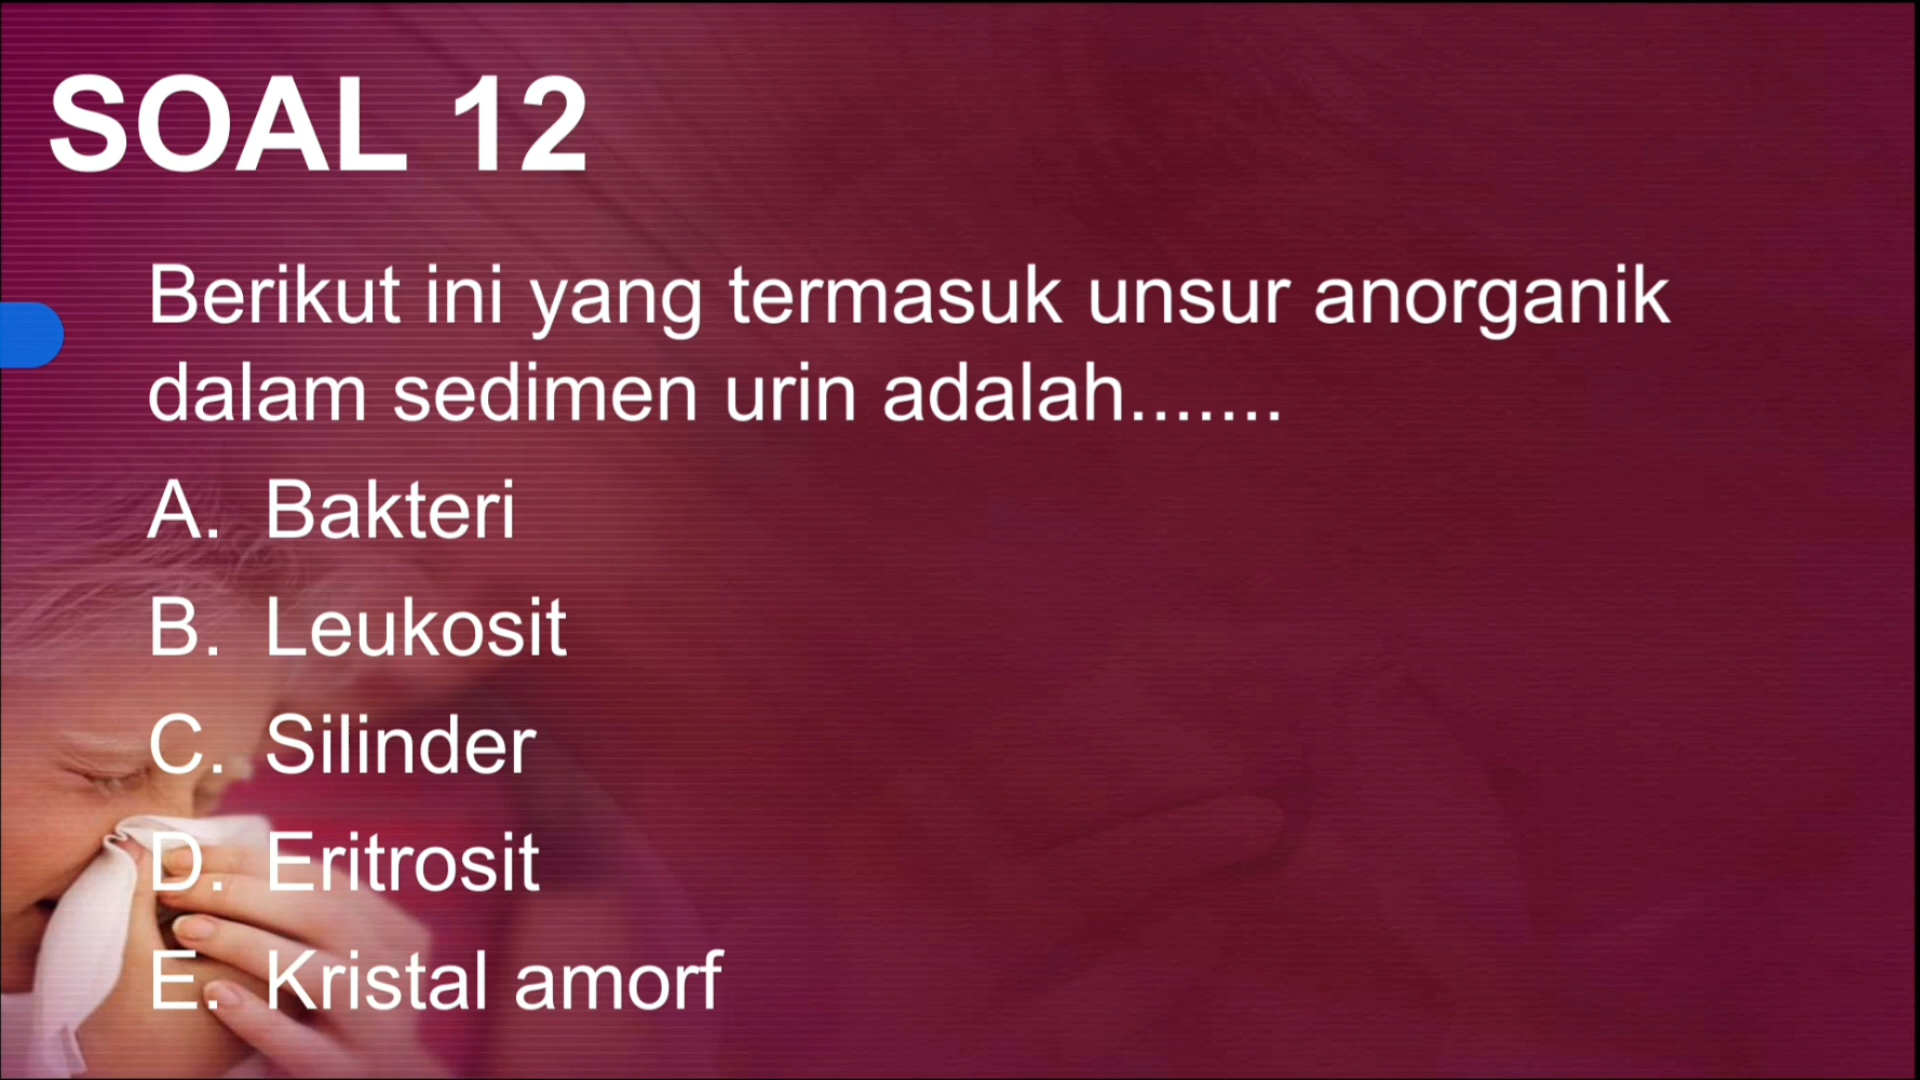 SOAL 12
Berikut ini yang termasuk unsur anorganik
dalam sedimen urin adalah.......
A. Bakteri
B. Leukosit
C. Silinder
D. Eritrosit
E. Kristal amorf